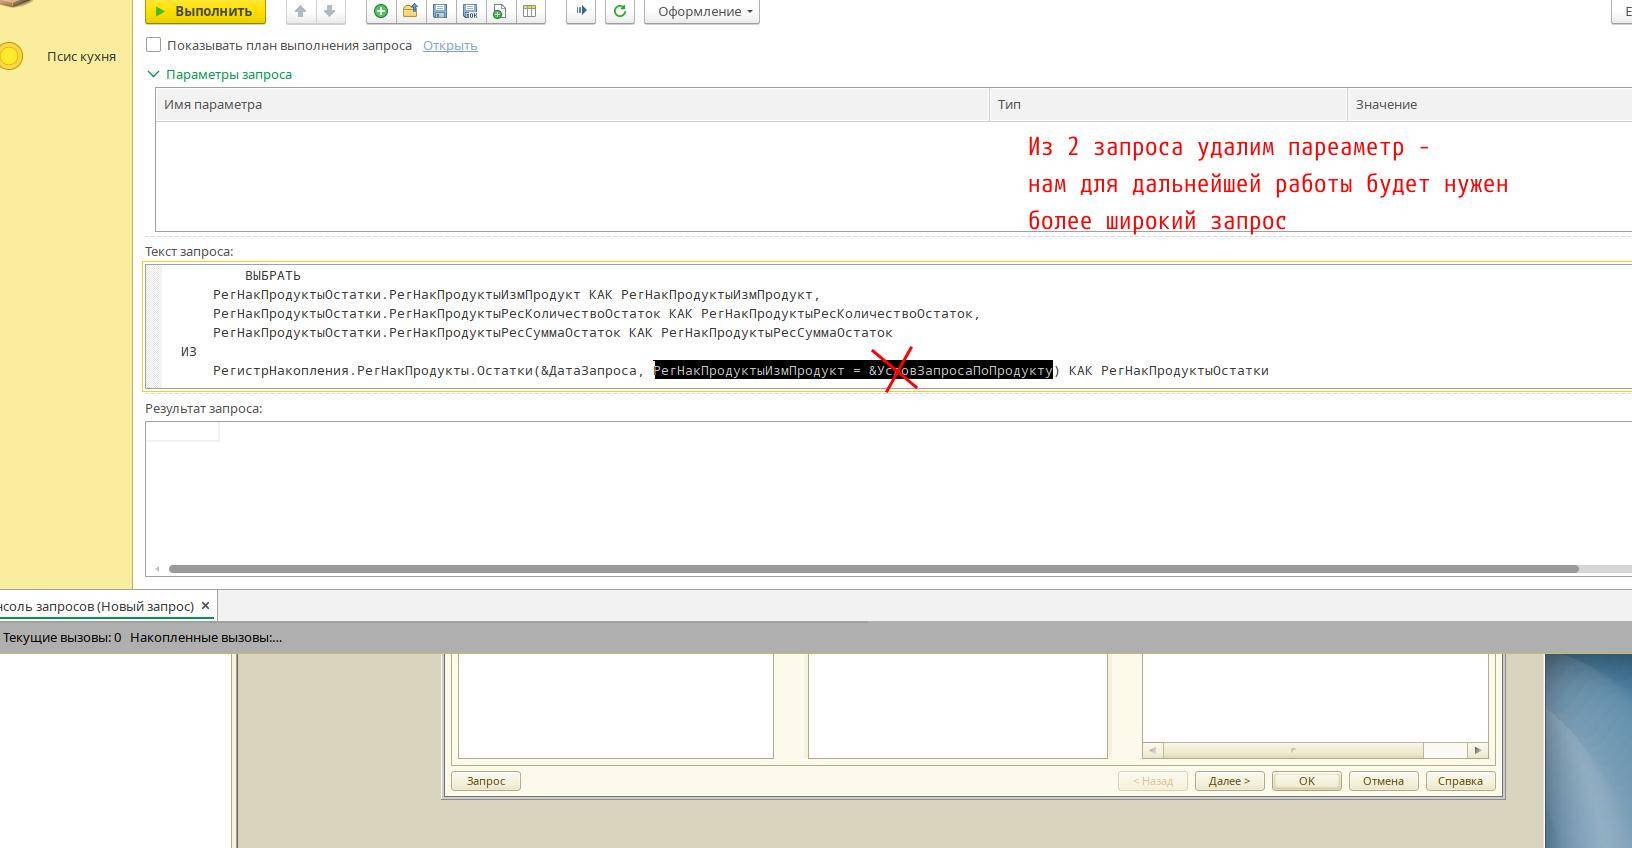 Выполнить
Оформление
Показывать план выполнения запроса Открыть
Псис кухня
Параметры запроса
Имя параметра Тип Значение
Из 2 запроса удалим пареаметр -
нам для дальнейшей работы будет нужен
более широкий запрос
Текст запроса:
ВЫБРАТЬ
РегНакПродуктыОстатки.РегНакПродуктыИзмПродукт КАК РегНакПродуктыИзмПродукт,
РегНакПродуктыОстатки.РегНакПродуктыРесКоличествоОстаток КАК РегНакПродуктыРесКоличествоОстаток,
РегНакПродуктыОстатки.РегНакПродуктыРесСуммаОстаток КАК РегНакПродуктыРесСуммаОстаток
ИЗ
РегистрНакопления.РегНакПродукты.Остатки(&ДатаЗапроса, РегНакПродуктыИзмПродукт = &УсловЗапросаПоПродукту) КАК РегНакПродуктыОстатки
Результат запроса:
нсоль запросов (Новый запрос) ×
Текущие вызовы: 0 Накопленные вызовы:...
Запрос < Назад Далее > OK Отмена Справка